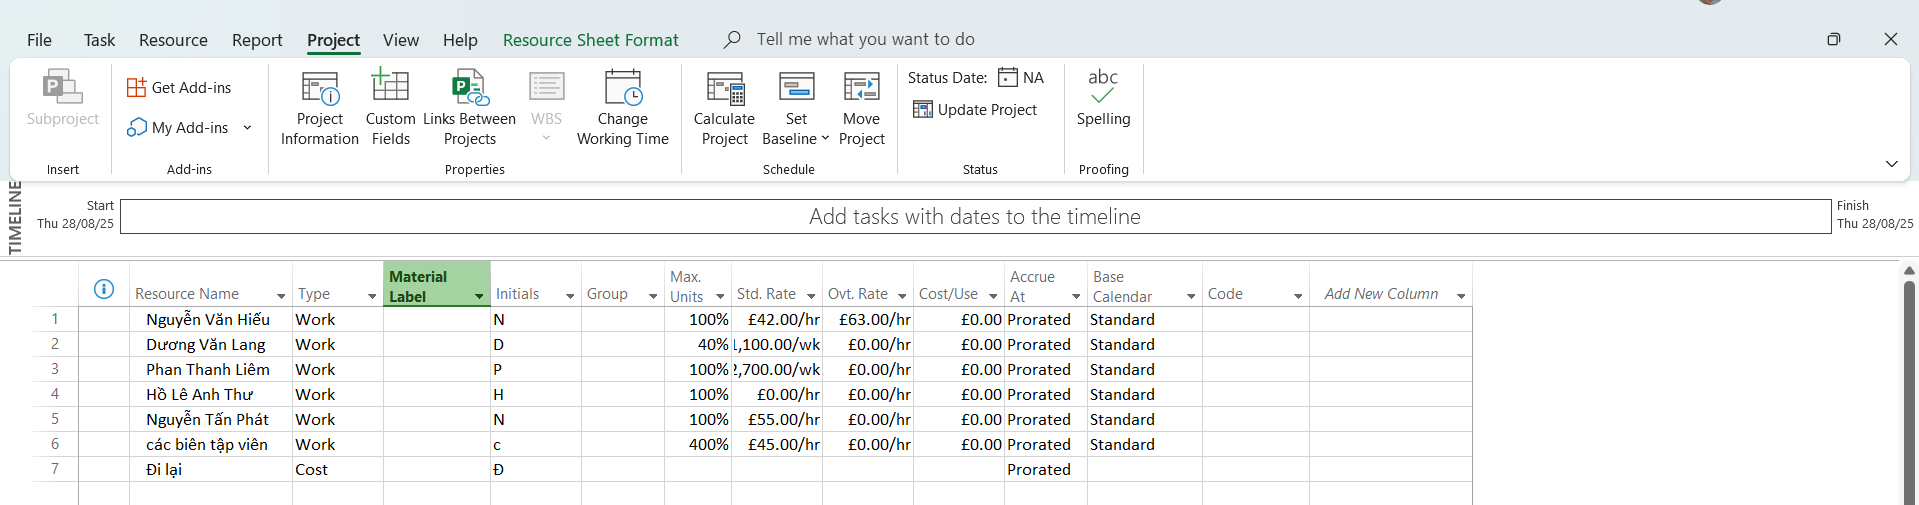 File Task Resource Report Project View Help Resource Sheet Format Tell me what you want to do
Subproject
Insert
Get Add-ins
My Add-ins
Add-ins
Project Information
Custom Fields
Links Between Projects
WBS
Change Working Time
Properties
Calculate Project
Set Baseline
Move Project
Schedule
Status Date: NA
Update Project
Status
abc
Spelling
Proofing
TIMELINE
Start
Thu 28/08/25
Add tasks with dates to the timeline
Finish
Thu 28/08/25
Resource Name Type Material Label Initials Group Max. Units Std. Rate Ovt. Rate Cost/Use Accrue At Base Calendar Code Add New Column
1 Nguyễn Văn Hiếu Work N 100% £42.00/hr £63.00/hr £0.00 Prorated Standard
2 Dương Văn Lang Work D 40% 1,100.00/wk £0.00/hr £0.00 Prorated Standard
3 Phan Thanh Liêm Work P 100% 2,700.00/wk £0.00/hr £0.00 Prorated Standard
4 Hồ Lê Anh Thư Work H 100% £0.00/hr £0.00/hr £0.00 Prorated Standard
5 Nguyễn Tấn Phát Work N 100% £55.00/hr £0.00/hr £0.00 Prorated Standard
6 các biên tập viên Work c 400% £45.00/hr £0.00/hr £0.00 Prorated Standard
7 Đi lại Cost Đ Prorated